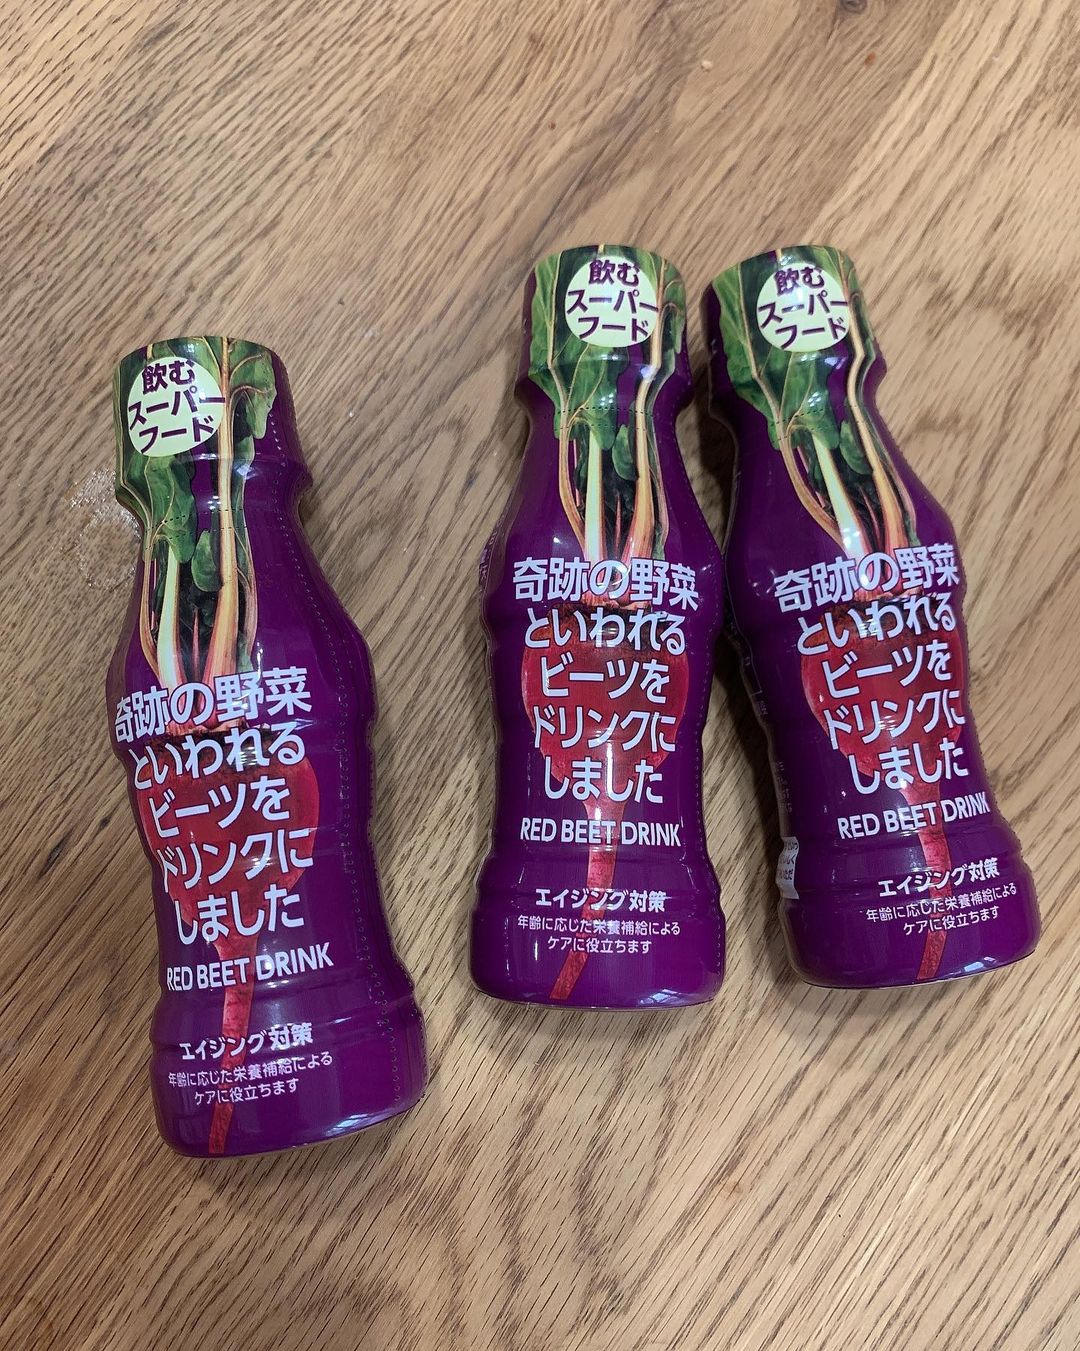 飲む
スーパー
フード
奇跡の野菜
といわれる
ビーツを
ドリンクに
しました
RED BEET DRINK
エイジング対策
年齢に応じた栄養補給による
ケアに役立ちます
飲む
スーパー
フード
奇跡の野菜
といわれる
ビーツを
ドリンクに
しました
RED BEET DRINK
エイジング対策
年齢に応じた栄養補給による
ケアに役立ちます
飲む
スーパー
フード
奇跡の野菜
といわれる
ビーツを
ドリンクに
しました
RED BEET DRINK
エイジング対策
年齢に応じた栄養補給による
ケアに役立ちます